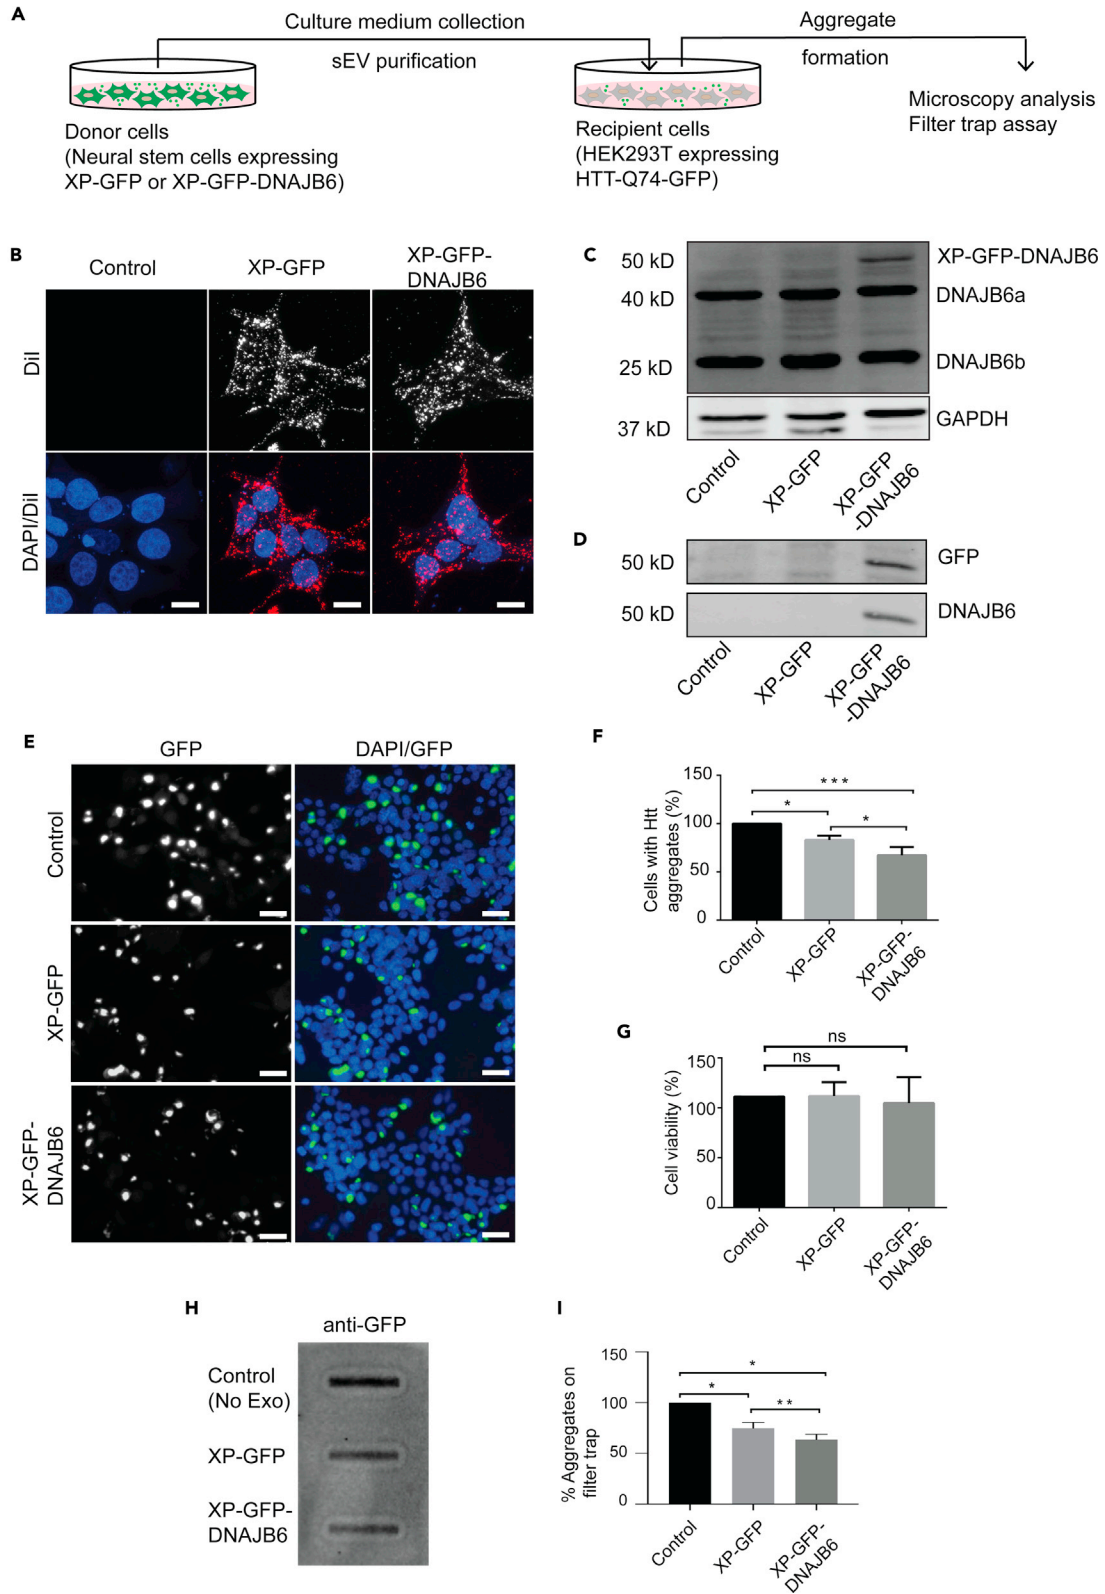 A
Culture medium collection
sEV purification
Aggregate
formation
Donor cells
(Neural stem cells expressing
XP-GFP or XP-GFP-DNAJB6)
Recipient cells
(HEK293T expressing
HTT-Q74-GFP)
Microscopy analysis
Filter trap assay
B
Control
XP-GFP
XP-GFP-
DNAJB6
DiI
DAPI/DiI
C
50 kD
40 kD
25 kD
37 kD
XP-GFP-DNAJB6
DNAJB6a
DNAJB6b
GAPDH
Control
XP-GFP
XP-GFP
-DNAJB6
D
50 kD
GFP
50 kD
DNAJB6
Control
XP-GFP
XP-GFP
-DNAJB6
E
GFP
DAPI/GFP
Control
XP-GFP
XP-GFP-
DNAJB6
F
Cells with Htt
aggregates (%)
150
100
50
0
***
*
*
Control
XP-GFP
XP-GFP-
DNAJB6
G
Cell viability (%)
150
100
50
0
ns
ns
Control
XP-GFP
XP-GFP-
DNAJB6
H
anti-GFP
Control
(No Exo)
XP-GFP
XP-GFP-
DNAJB6
I
% Aggregates on
filter trap
150
100
50
0
*
*
**
Control
XP-GFP
XP-GFP-
DNAJB6